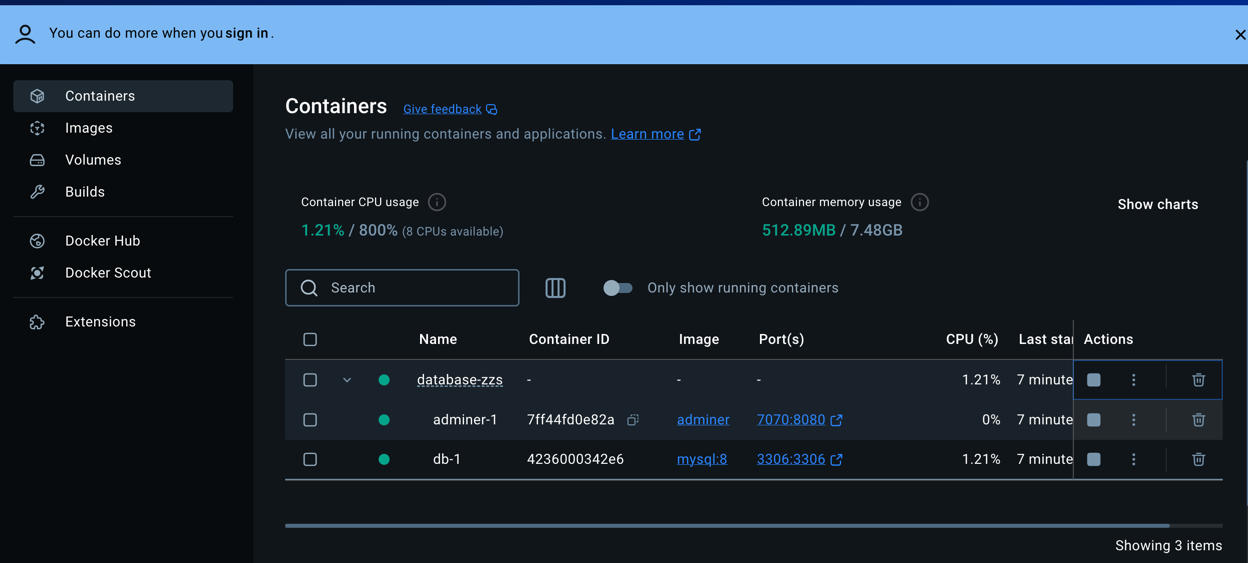 You can do more when you sign in.
Containers
Images
Volumes
Builds
Docker Hub
Docker Scout
Extensions
Containers Give feedback
View all your running containers and applications. Learn more
Container CPU usage
1.21% / 800% (8 CPUs available)
Container memory usage
512.89MB / 7.48GB
Show charts
Search
Only show running containers
Name Container ID Image Port(s) CPU (%) Last sta Actions
database-zzs - - - 1.21% 7 minute
adminer-1 7ff44fd0e82a adminer 7070:8080 0% 7 minute
db-1 4236000342e6 mysql:8 3306:3306 1.21% 7 minute
Showing 3 items